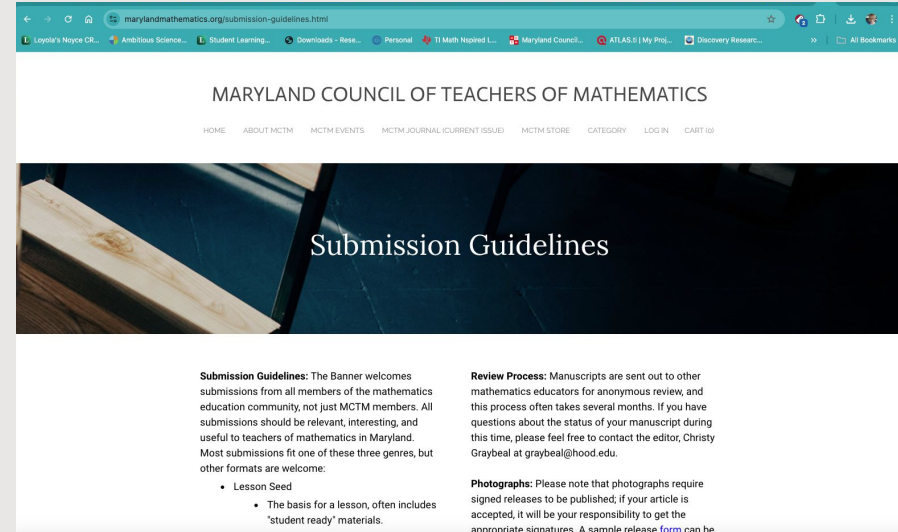 marylandmathematics.org/submission-guidelines.html
Loyola's Noyce CR... Ambitious Science... Student Learning... Downloads – Rese... Personal TI Math Nspired L... Maryland Council... ATLAS.ti | My Proj... Discovery Researc... » All Bookmarks
MARYLAND COUNCIL OF TEACHERS OF MATHEMATICS
HOME ABOUT MCTM MCTM EVENTS MCTM JOURNAL (CURRENT ISSUE) MCTM STORE CATEGORY LOG IN CART (0)
Submission Guidelines
Submission Guidelines: The Banner welcomes
submissions from all members of the mathematics
education community, not just MCTM members. All
submissions should be relevant, interesting, and
useful to teachers of mathematics in Maryland.
Most submissions fit one of these three genres, but
other formats are welcome:
• Lesson Seed
• The basis for a lesson, often includes
"student ready" materials.
Review Process: Manuscripts are sent out to other
mathematics educators for anonymous review, and
this process often takes several months. If you have
questions about the status of your manuscript during
this time, please feel free to contact the editor, Christy
Graybeal at graybeal@hood.edu.
Photographs: Please note that photographs require
signed releases to be published; if your article is
accepted, it will be your responsibility to get the
appropriate signatures. A sample release form can be